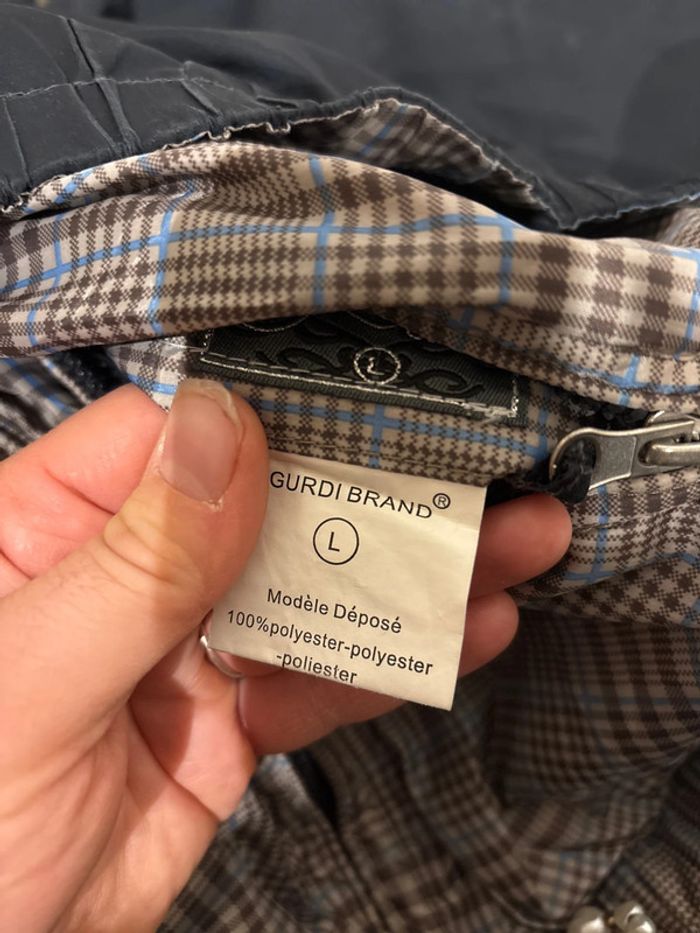 L
GURDI BRAND®
L
Modèle Déposé
100%polyester-polyester
-poliester